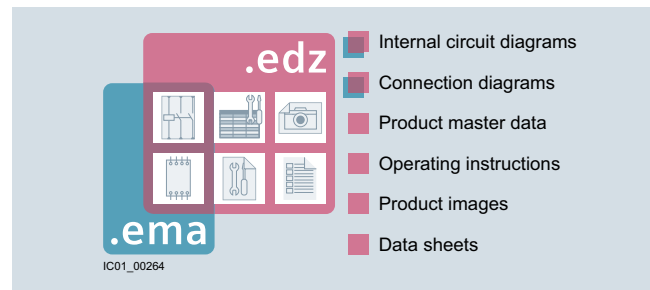 .edz
.ema
IC01_00264
Internal circuit diagrams
Connection diagrams
Product master data
Operating instructions
Product images
Data sheets